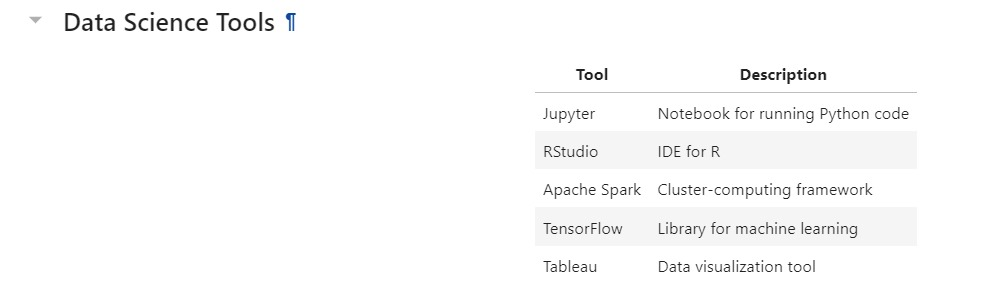 Data Science Tools ¶
Tool Description
Jupyter Notebook for running Python code
RStudio IDE for R
Apache Spark Cluster-computing framework
TensorFlow Library for machine learning
Tableau Data visualization tool